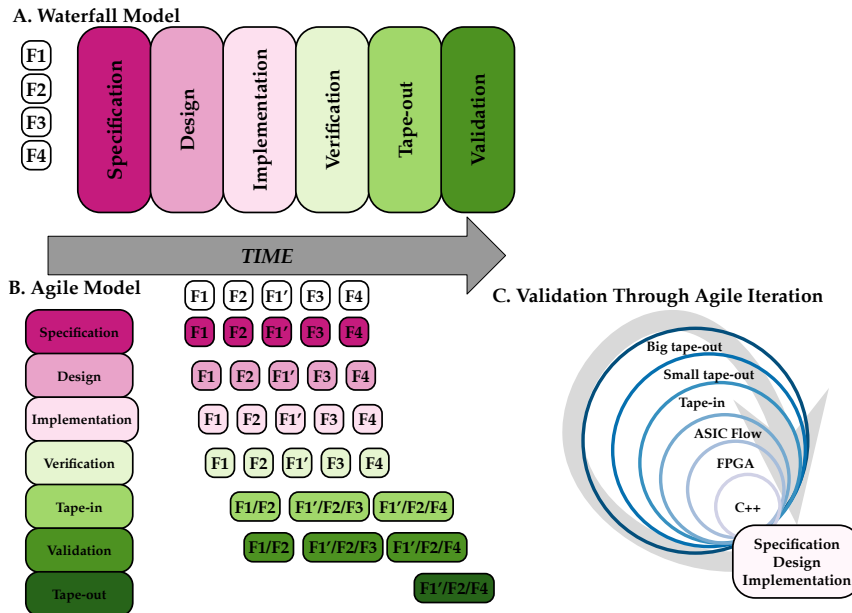 A. Waterfall Model
F1
F2
F3
F4
Specification
Design
Implementation
Verification
Tape-out
Validation
TIME
B. Agile Model
F1 F2 F1′ F3 F4
Specification F1 F2 F1′ F3 F4
Design F1 F2 F1′ F3 F4
Implementation F1 F2 F1′ F3 F4
Verification F1 F2 F1′ F3 F4
Tape-in F1/F2 F1′/F2/F3 F1′/F2/F4
Validation F1/F2 F1′/F2/F3 F1′/F2/F4
Tape-out F1′/F2/F4
C. Validation Through Agile Iteration
Big tape-out
Small tape-out
Tape-in
ASIC Flow
FPGA
C++
Specification
Design
Implementation